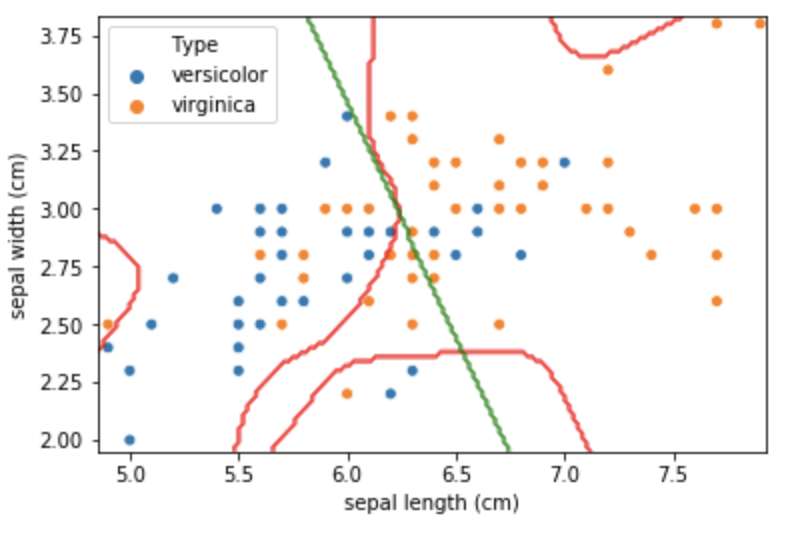 Type
versicolor
virginica
3.75
3.50
3.25
3.00
2.75
2.50
2.25
2.00
sepal width (cm)
5.0 5.5 6.0 6.5 7.0 7.5
sepal length (cm)